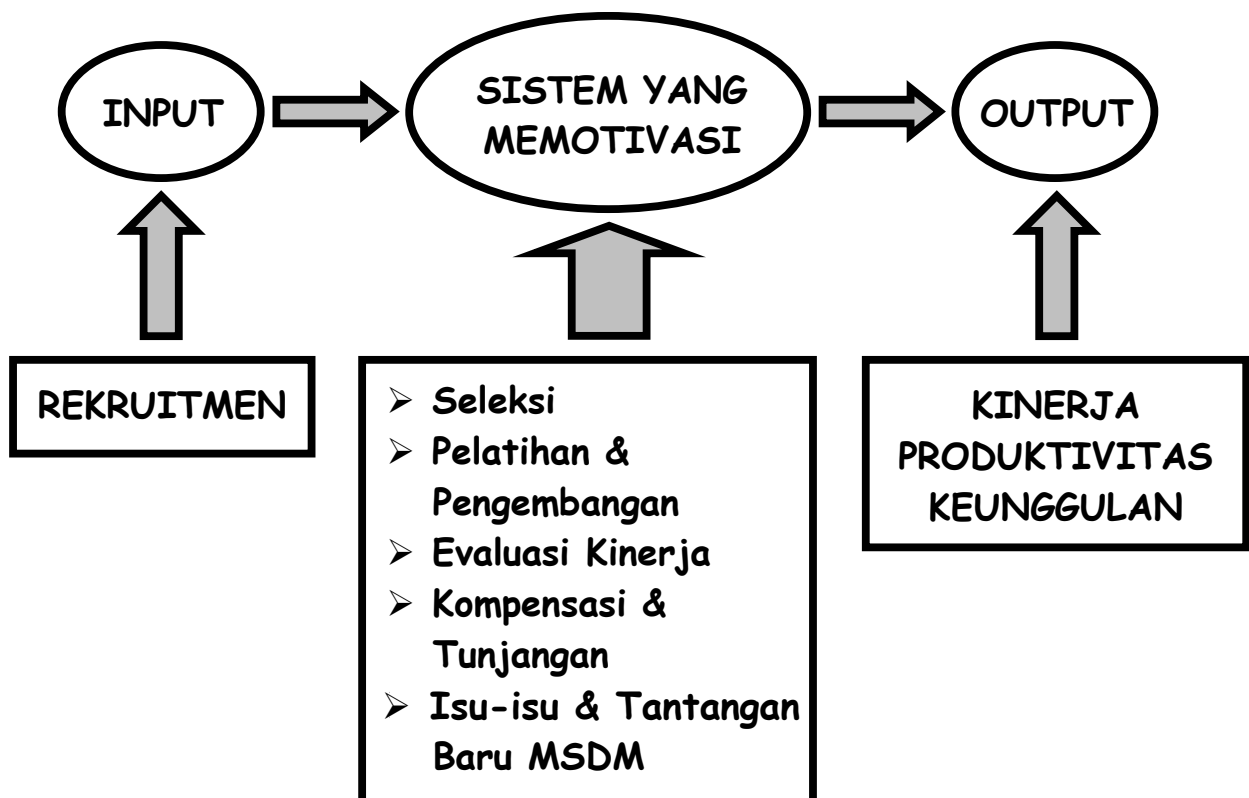 INPUT
SISTEM YANG
MEMOTIVASI
OUTPUT
REKRUITMEN
➢ Seleksi
➢ Pelatihan &
Pengembangan
➢ Evaluasi Kinerja
➢ Kompensasi &
Tunjangan
➢ Isu-isu & Tantangan
Baru MSDM
KINERJA
PRODUKTIVITAS
KEUNGGULAN